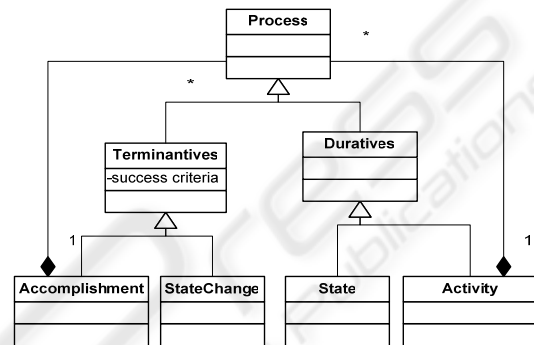 Process
*
*
Terminantives
-success criteria
Duratives
1
1
Accomplishment
StateChange
State
Activity